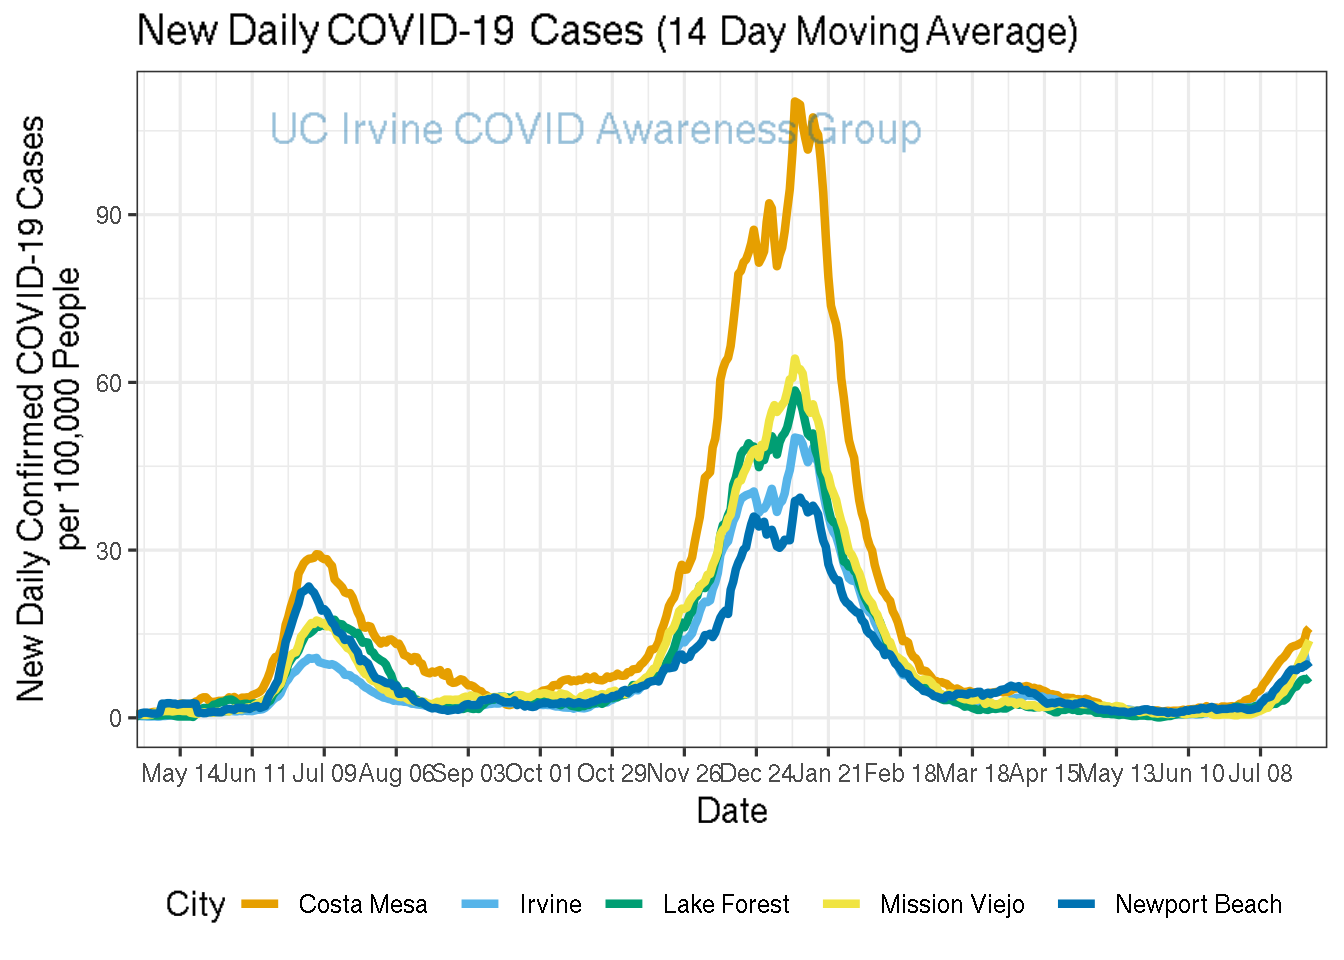 New Daily COVID-19 Cases (14 Day Moving Average)
UC Irvine COVID Awareness Group
New Daily Confirmed COVID-19 Cases
per 100,000 People
90
60
30
0
May 14 Jun 11 Jul 09 Aug 06 Sep 03 Oct 01 Oct 29 Nov 26 Dec 24 Jan 21 Feb 18 Mar 18 Apr 15 May 13 Jun 10 Jul 08
Date
City Costa Mesa Irvine Lake Forest Mission Viejo Newport Beach